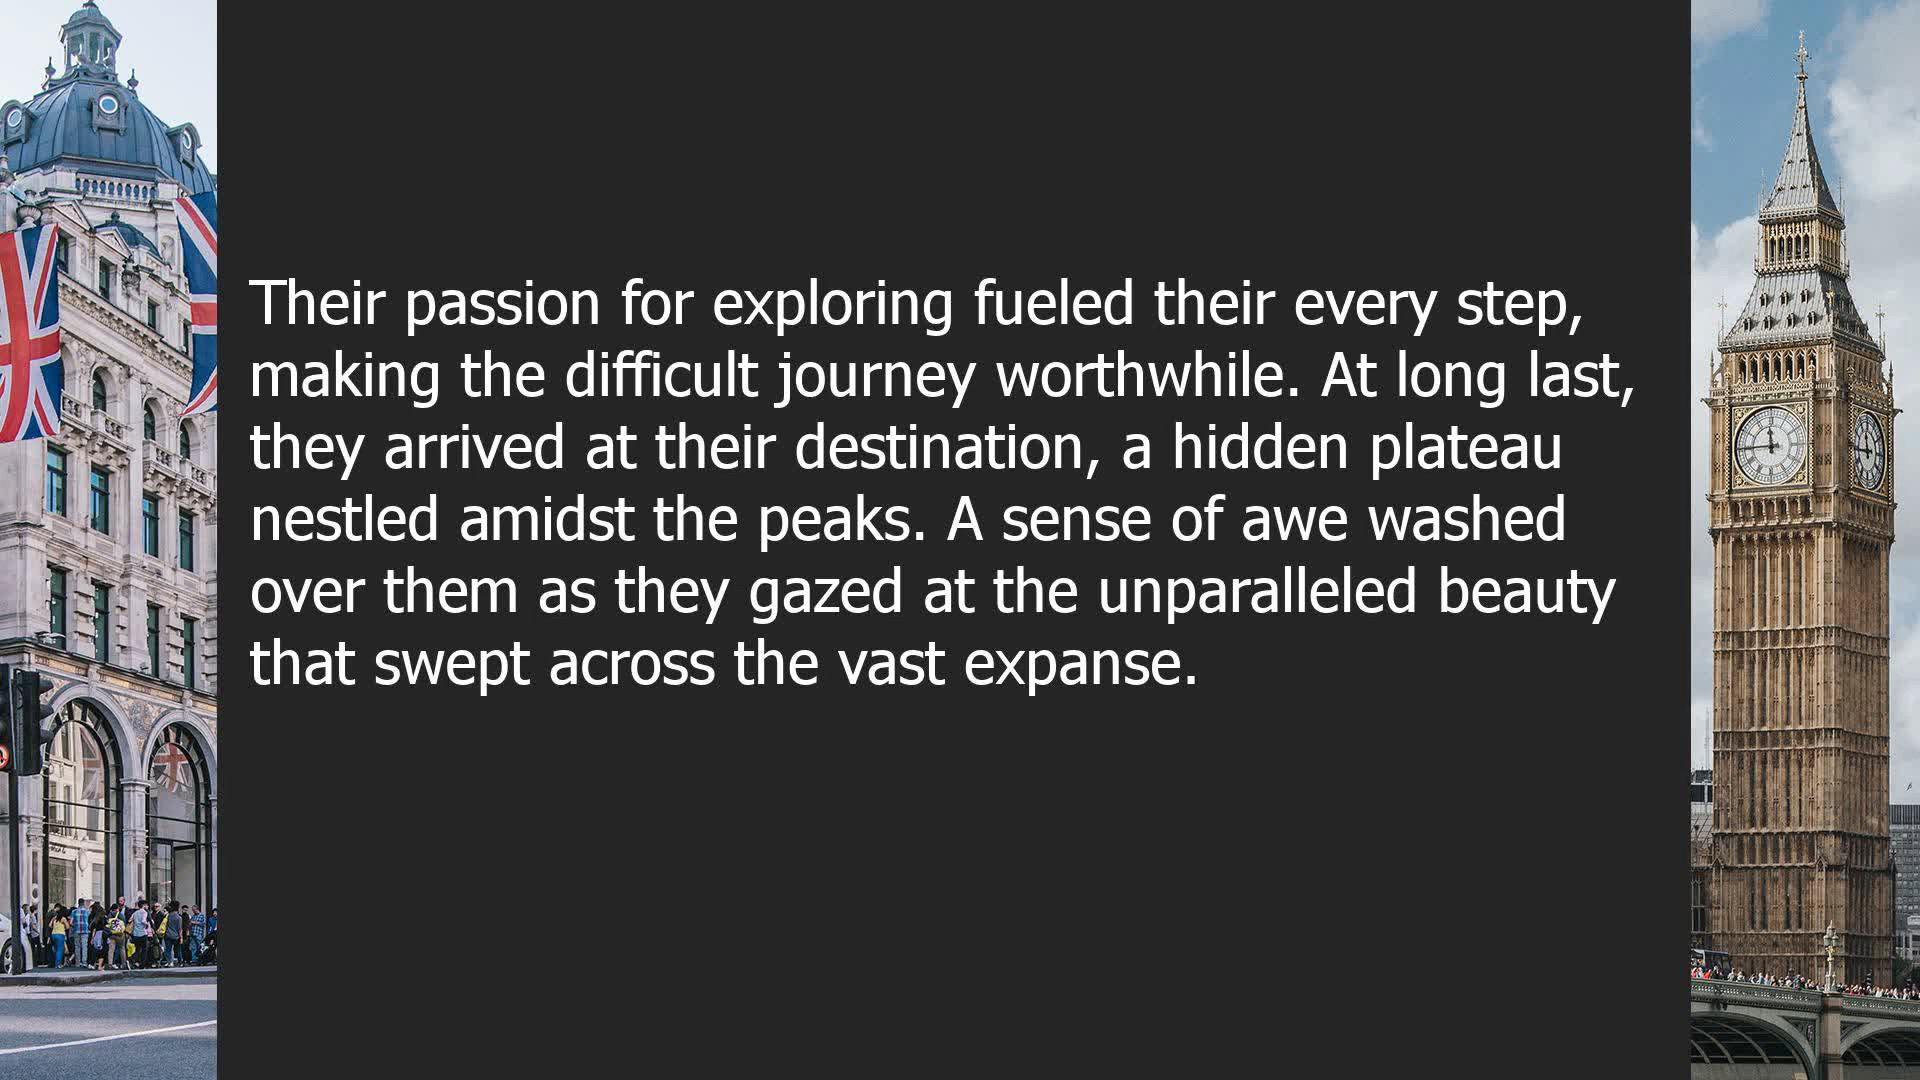 Their passion for exploring fueled their every step,
making the difficult journey worthwhile. At long last,
they arrived at their destination, a hidden plateau
nestled amidst the peaks. A sense of awe washed
over them as they gazed at the unparalleled beauty
that swept across the vast expanse.